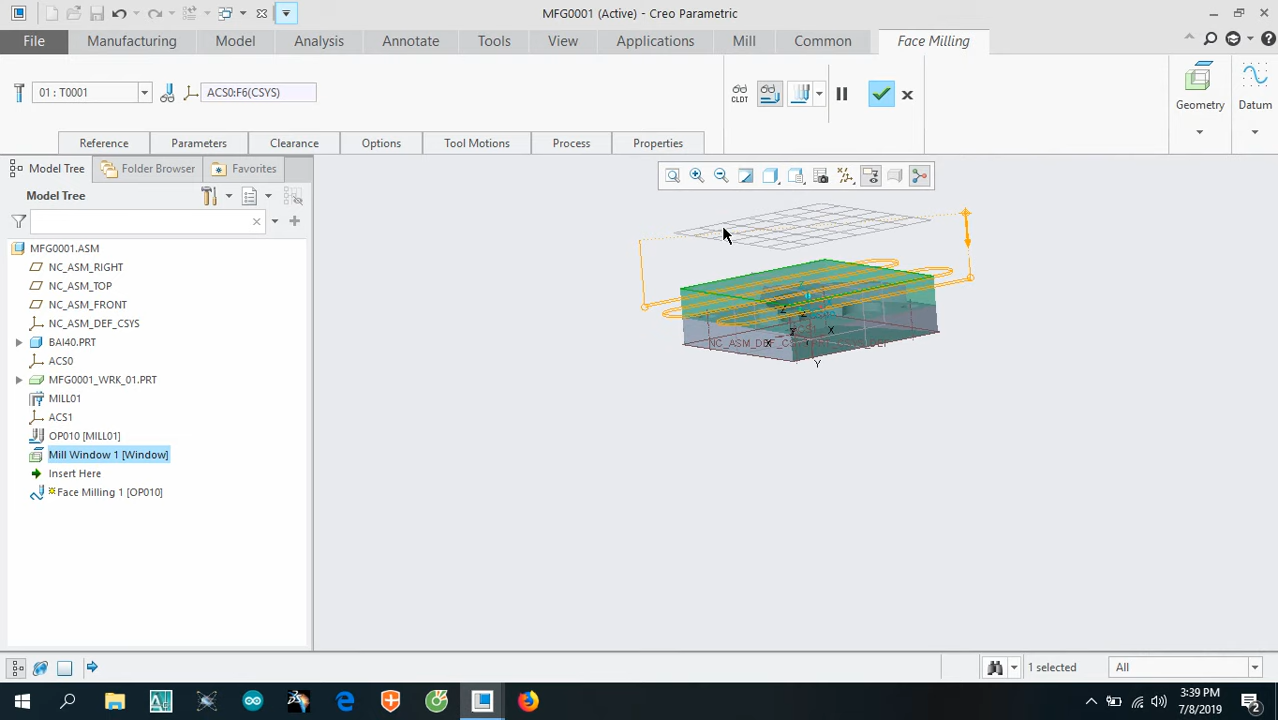 MFG0001 (Active) - Creo Parametric
File Manufacturing Model Analysis Annotate Tools View Applications Mill Common Face Milling
01 : T0001
ACS0:F6(CSYS)
CLDT
Geometry
Datum
Reference Parameters Clearance Options Tool Motions Process Properties
Model Tree Folder Browser Favorites
Model Tree
MFG0001.ASM
NC_ASM_RIGHT
NC_ASM_TOP
NC_ASM_FRONT
NC_ASM_DEF_CSYS
BAI40.PRT
ACS0
MFG0001_WRK_01.PRT
MILL01
ACS1
OP010 [MILL01]
Mill Window 1 [Window]
Insert Here
Face Milling 1 [OP010]
Z
X
X
Y
1 selected
All
3:39 PM
7/8/2019
2